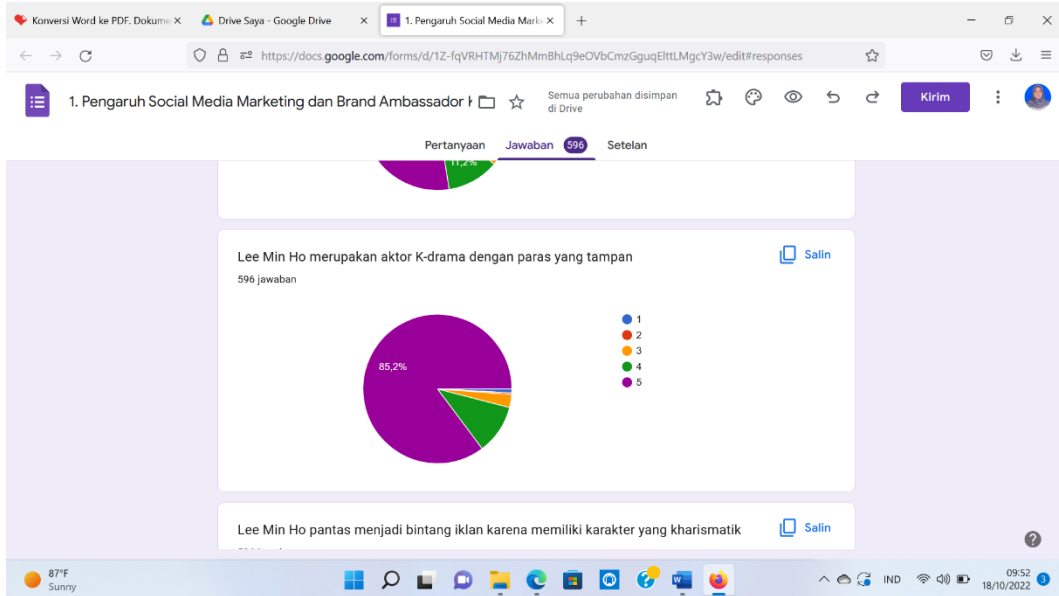 Konversi Word ke PDF. Dokume
Drive Saya - Google Drive
1. Pengaruh Social Media Marke
https://docs.google.com/forms/d/1Z-fqVRHTMj76ZhMmBhLq9eOVbCmzGguqElttLMgcY3w/edit#responses
1. Pengaruh Social Media Marketing dan Brand Ambassador
Semua perubahan disimpan
di Drive
Kirim
Pertanyaan Jawaban 596 Setelan
11,2%
Lee Min Ho merupakan aktor K-drama dengan paras yang tampan
Salin
596 jawaban
85,2%
1
2
3
4
5
Lee Min Ho pantas menjadi bintang iklan karena memiliki karakter yang kharismatik
Salin
87°F
Sunny
IND
09:52
18/10/2022
3